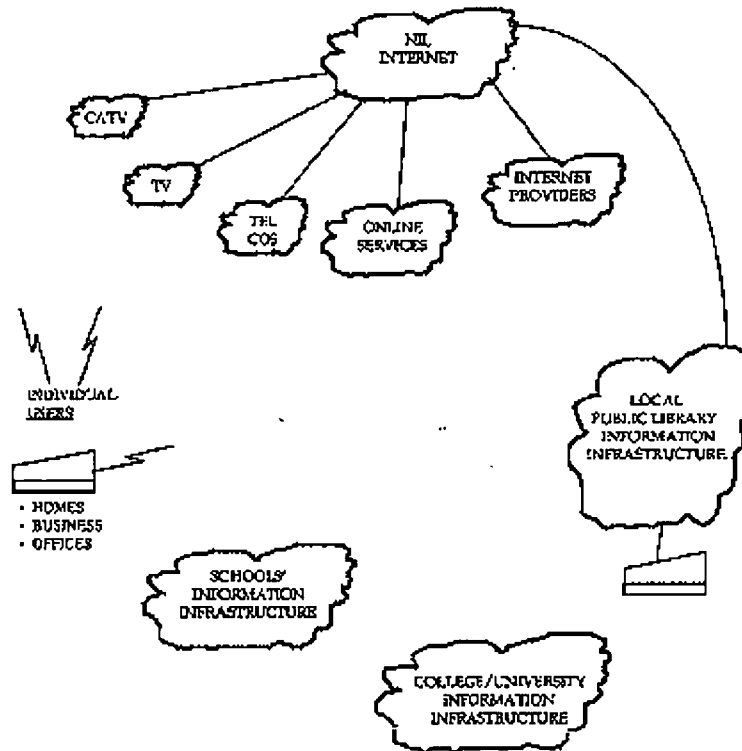 NII,
INTERNET
CATV
TV
TEL
COS
ONLINE
SERVICES
INTERNET
PROVIDERS
INDIVIDUAL
USERS
• HOMES
• BUSINESS
• OFFICES
LOCAL
PUBLIC LIBRARY
INFORMATION
INFRASTRUCTURE
SCHOOLS'
INFORMATION
INFRASTRUCTURE
COLLEGE/UNIVERSITY
INFORMATION
INFRASTRUCTURE